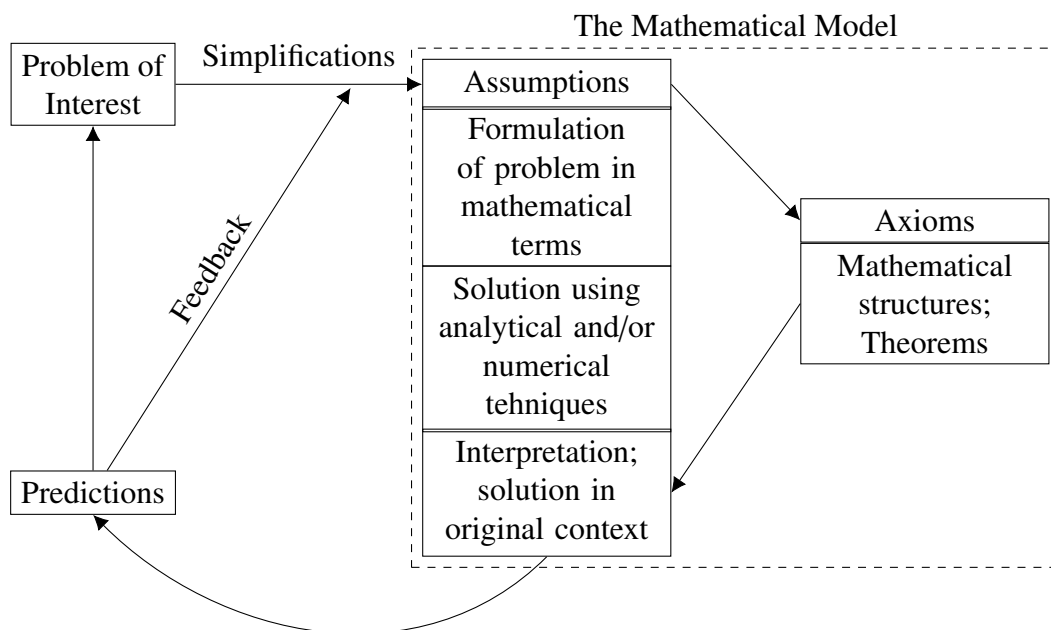 The Mathematical Model
Problem of
Interest
Simplifications
Assumptions
Formulation
of problem in
mathematical
terms
Axioms
Mathematical
structures;
Theorems
Feedback
Solution using
analytical and/or
numerical
tehniques
Interpretation;
solution in
original context
Predictions